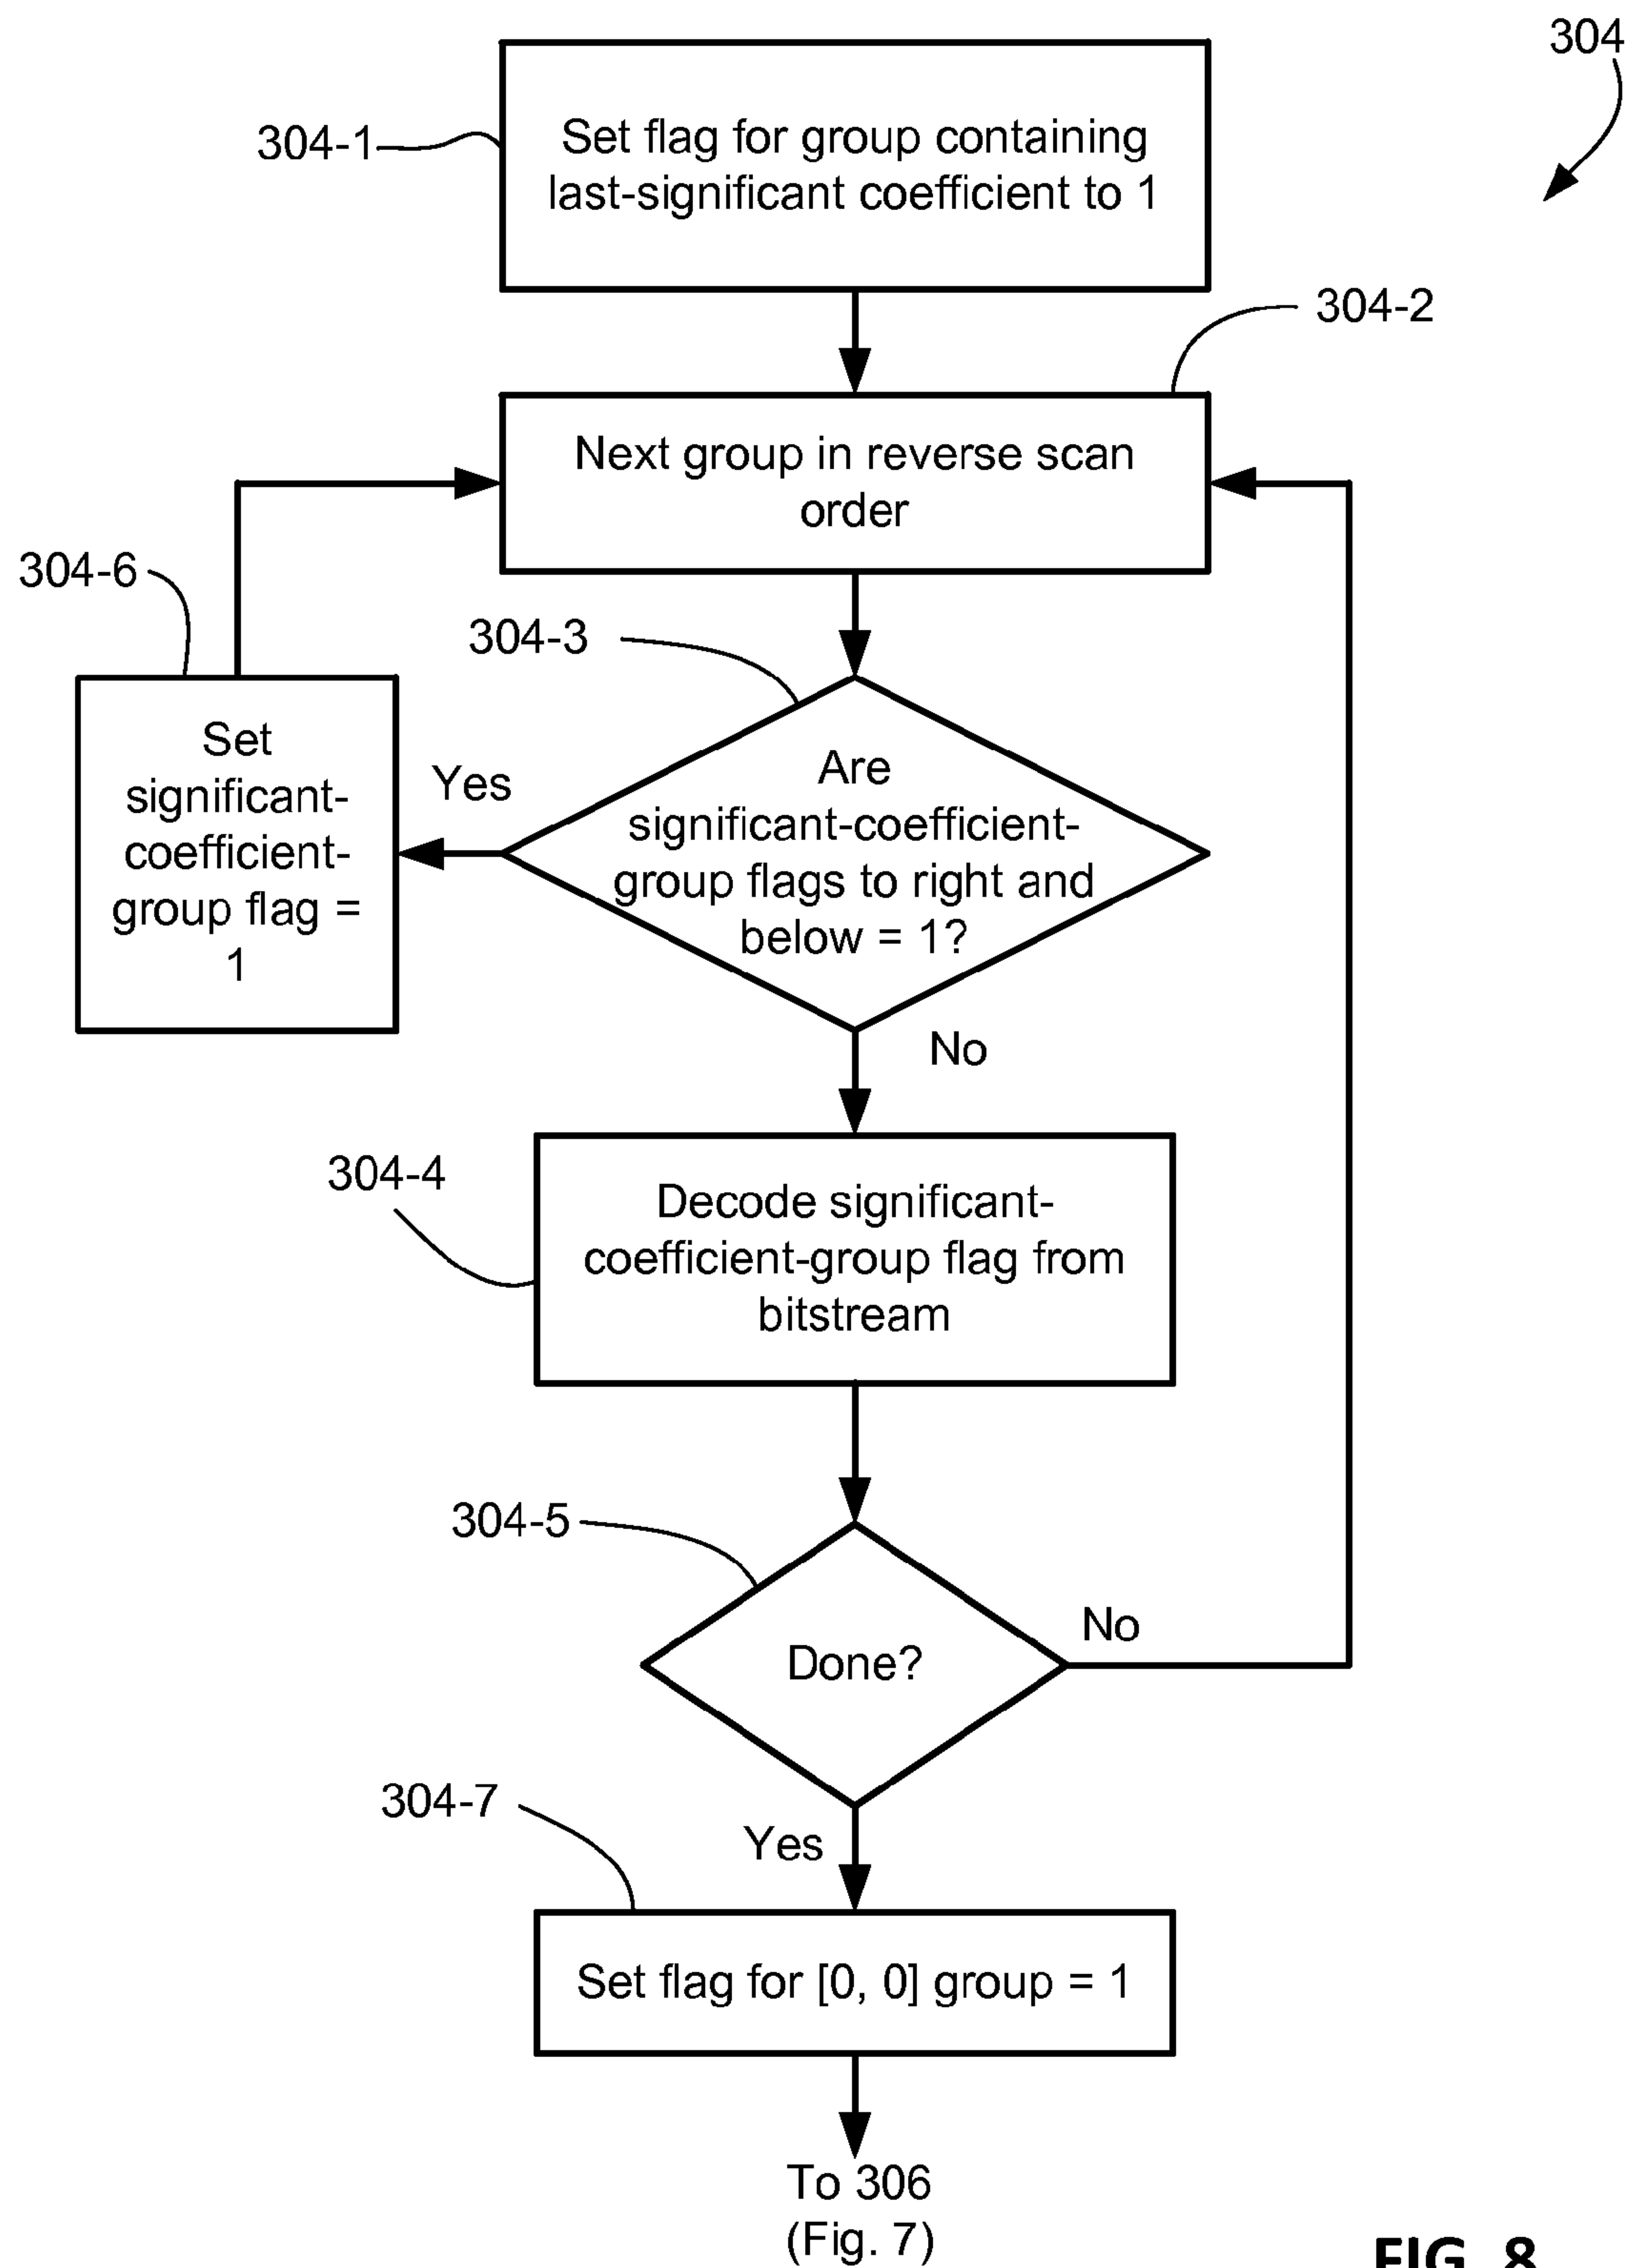 304
304-1
Set flag for group containing
last-significant coefficient to 1
304-2
Next group in reverse scan
order
304-6
304-3
Set
significant-
coefficient-
group flag =
1
Yes
Are
significant-coefficient-
group flags to right and
below = 1?
No
304-4
Decode significant-
coefficient-group flag from
bitstream
304-5
Done?
No
304-7
Yes
Set flag for [0, 0] group = 1
To 306
(Fig. 7)
FIG. 8